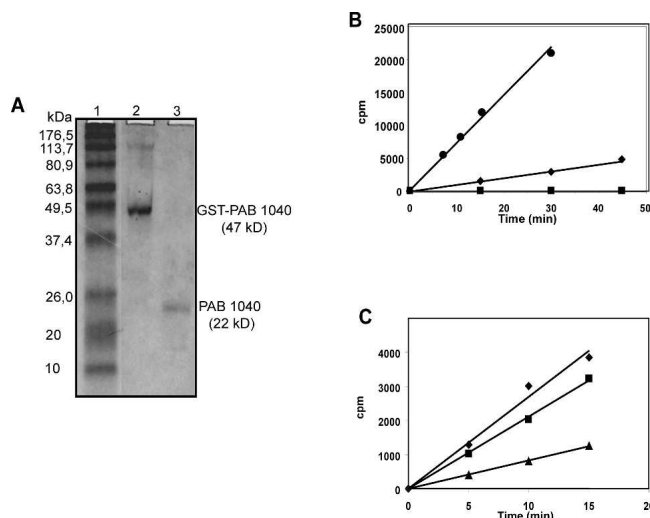 A
kDa
1 2 3
176,5
113,7
80,9
63,8
49,5
37,4
26,0
20
10
GST-PAB 1040
(47 kD)
PAB 1040
(22 kD)
B
cpm
25000
20000
15000
10000
5000
0
0 10 20 30 40 50
Time (min)
C
cpm
4000
3000
2000
1000
0
0 5 10 15 20
Time (min)